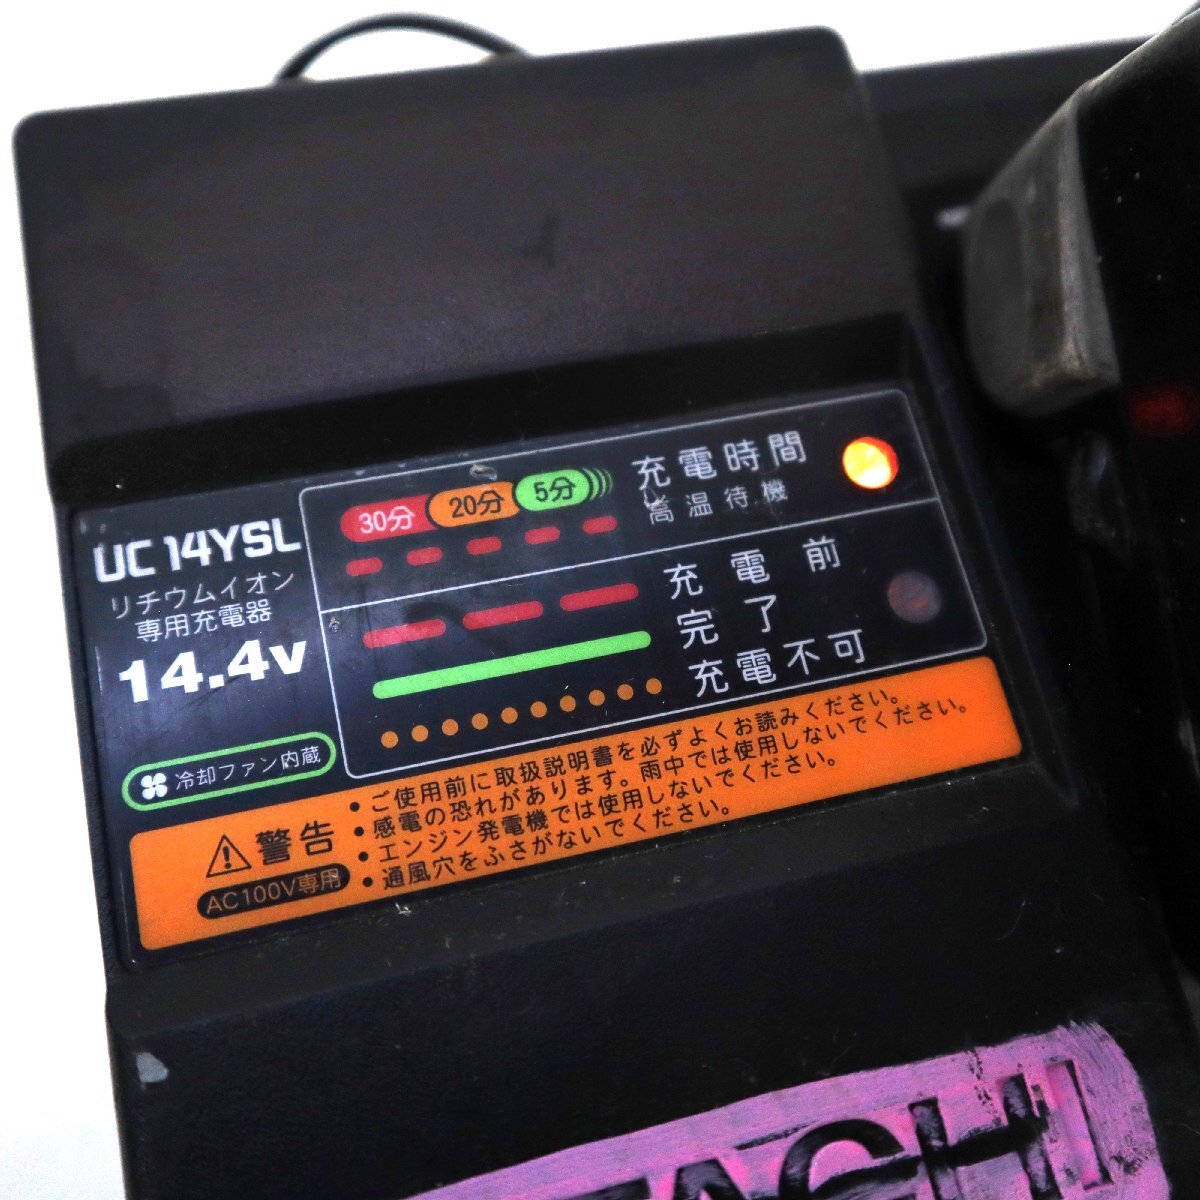 UC 14YSL
リチウムイオン
専用充電器
14.4v
冷却ファン内蔵
30分 20分 5分 充電時間
高温待機
充電前
完了
充電不可
警告
AC100V専用
・ご使用前に取扱説明書を必ずよくお読みください。
・感電の恐れがあります。雨中では使用しないでください。
・エンジン発電機では使用しないでください。
・通風穴をふさがないでください。
TACHI